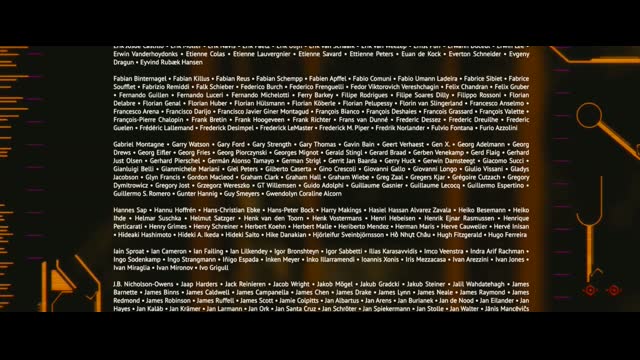 Erwin Vanderhoydonks • Etienne Colas • Etienne Lauvergnier • Etienne Savard • Ettienne Peters • Euan de Kock • Everton Schneider • Evgeny
Dragun • Eyvind Rubæk Hansen
Fabian Binternagel • Fabian Killus • Fabian Reus • Fabian Schempp • Fabien Apffel • Fabio Comuni • Fabio Umann Ladeira • Fabrice Sibiet • Fabrice
Soufftet • Fabrizio Remiddi • Falk Schieber • Federico Burch • Federico Frenguelli • Fedor Viktorovich Vereshchagin • Felix Chandran • Felix Gruber
• Fernando Guillen • Fernando Luceri • Fernando Michelotti • Ferry Barkey • Filipe Rodrigues • Filipe Soares Dilly • Filippo Rossoni • Florian
Delabre • Florian Genal • Florian Huber • Florian Hülsmann • Florian Köberle • Florian Pelupessy • Florin van Slingerland • Francesco Anselmo •
Francesco Arena • Francisco Darijo • Francisco Javier Giner Mortaud • François Bianco • François Deshaies • Francois Grassard • François Valette
• François-Pierre Chalopin • Frank Bretin • Frank Hoogeveen • Frank Richter • Frans van Dunné • Frederic Dessez • Frederic Dreuilhe • Frederic
Gueler • Frédéric Lallemand • Frederick Desimpel • Frederick LeMaster • Frederick M. Piper • Fredrik Norlander • Fulvio Fontana • Furio Azzolini
Gabriel Montagne • Garry Watson • Gary Ford • Gary Strength • Gary Thomas • Gavin Bain • Geert Verhaest • Gen X. • Georg Adelmann • Georg
Drews • Georg Eifler • Georg Fries • Georg Piorczynski • Georges Mignot • Gerald Stingl • Gerard Braad • Gerben Venekamp • Gerd Flaig • Gerhard
Just Olsen • Gerhard Pierschel • Germán Alonso Tamayo • German Strigl • Gerrit Jan Baarda • Gerry Huck • Gerwin Damsteegt • Giacomo Succi •
Gianluigi Belli • Gianmichele Mariani • Giel Peters • Gilberto Caserta • Gino Crescoli • Giovanni Calvello • Giovanni Longo • Giulio Vissani • Gladys
Jacobson • Glyn Francis • Gordon Macleod • Graham Clark • Graham Hall • Graham Wiebe • Greg Zaal • Gregers Kjar • Grégoire Cutzach • Gregory
Dymitrowicz • Gregory Jost • Grzegorz Wereszko • GT Willemsen • Guido Adolphi • Guillaume Gasnier • Guillaume Lecocq • Guillermo Espertino •
Guillermo S. Romero • Gunter Hannig • Guy Smeyers • Gwendolyn Coraline Alcorn
Hannes Sap • Hannu Hoffrén • Hans-Christian Ebke • Hans-Peter Bock • Harry Makings • Hasiel Hassan Alvarez Zavala • Heiko Besemann • Heiko
Ihde • Heimar Suschka • Helmut Satzger • Henk van den Toorn • Henk Vostermans • Henri Hebeisen • Henrik Ejnar Rasmussen • Henrique
Perticarati • Henry Grimes • Henry Schreiner • Herbert Koehn • Herbert Malle • Heriberto Mendez • Herman Maris • Herve Cauwelier • Hervé Inisan
• Hideaki Hashimoto • Hideki A. Ikeda • Hideki Saito • Hike Danakian • Hjörleifur Sveinbjörnsson • Hồ Nhựt Châu • Hugh Fitzgerald • Hugo Ferreira
Iain Sproat • Ian Cameron • Ian Failing • Ian Lilkendey • Igor Bronshteyn • Igor Sabbetti • Ilias Karasavvidis • Imco Veenstra • Indra Arif Rachman •
Ingo Sodenkamp • Ingo Strangmann • Iñigo Espada • Inken Meyer • Inko Illarramendi • Ioannis Xonis • Iris Mezzacasa • Ivan Arezzini • Ivan Jones •
Ivan Miraglia • Ivan Mironov • Ivo Grigull
J.B. Nicholson-Owens • Jaap Harders • Jack Reinieren • Jacob Wright • Jakob Mögel • Jakub Gradcki • Jakub Steiner • Jalil Wahdatehagh • James
Barnette • James Binns • James Caldwell • James Campanella • James Chen • James Drake • James Lynn • James Neale • James Raymond • James
Redmond • James Robinson • James Ruffell • James Scott • Jamie Colpitts • Jan Albartus • Jan Arens • Jan Burianek • Jan de Nood • Jan Eilander • Jan
Hayes • Jan Kaláb • Jan Krämer • Jan Larmann • Jan Ork • Jan Santa Cruz • Jan Schröter • Jan Spiekermann • Jan Stolle • Jan Walter • Jānis Mancēvičs